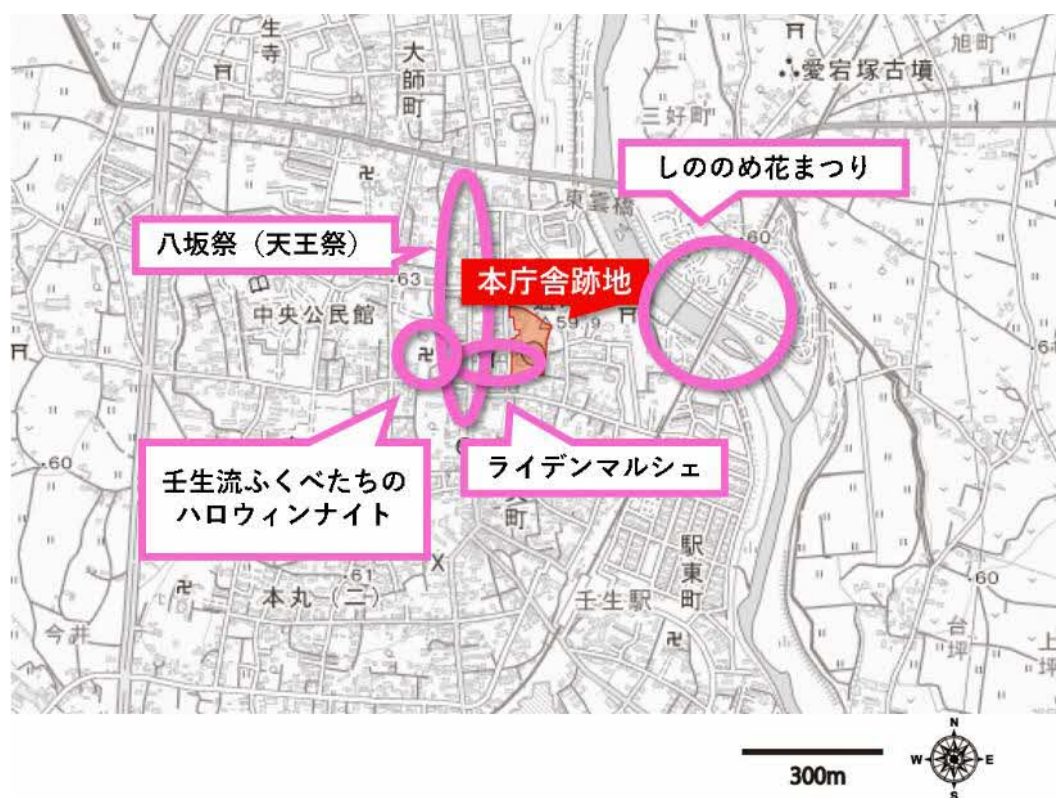 生
寺
大
師
町
旭町
愛宕塚古墳
三好町
しののめ花まつり
東雲橋
八坂祭（天王祭）
60
本庁舎跡地
63
59.9
中央公民館
60
壬生流ふくべたちの
ハロウィンナイト
ライデンマルシェ
町
駅
東
町
61
本丸（二）
壬生駅
60
今井
台
坪
上
坪
300m
N
W
E
S